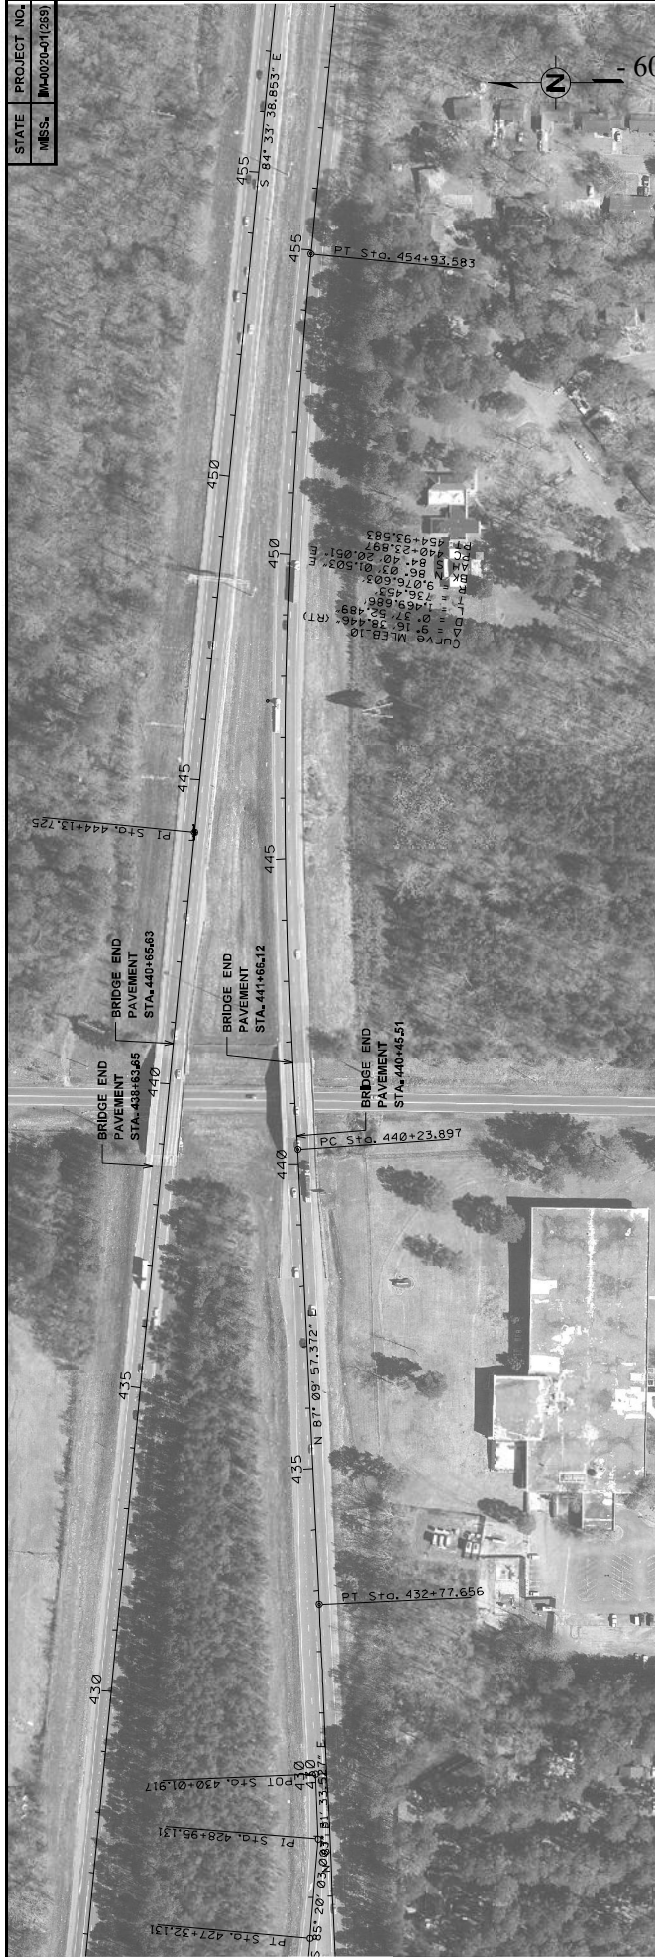 STATE PROJECT NO.
MISS. IM-0020-01(269)
N
- 60
S 84° 33' 38.853" E
455
455
PT Sta. 454+93.583
450
450
Curve MLEB-10
Δ = 9° 16' 38.446" (RT)
D = 0° 37' 52.489"
L = 1,469.686'
T = 736.453'
R = 9,076.603'
BK N 86° 03' 01.503" E
AH S 84° 40' 20.051" E
PC 440+23.897
PT 454+93.583
445
PI Sta. 444+13.725
445
BRIDGE END
PAVEMENT
STA. 440+65.63
BRIDGE END
PAVEMENT
STA. 441+66.12
BRIDGE END
PAVEMENT
STA. 438+63.65
440
BRIDGE END
PAVEMENT
STA. 440+45.51
PC Sta. 440+23.897
440
435
N 87° 09' 57.372" E
435
PT Sta. 432+77.656
430
430
430
POT Sta. 430+01.917
PI Sta. 428+95.131
PT Sta. 427+32.131
S 85° 20' 03.